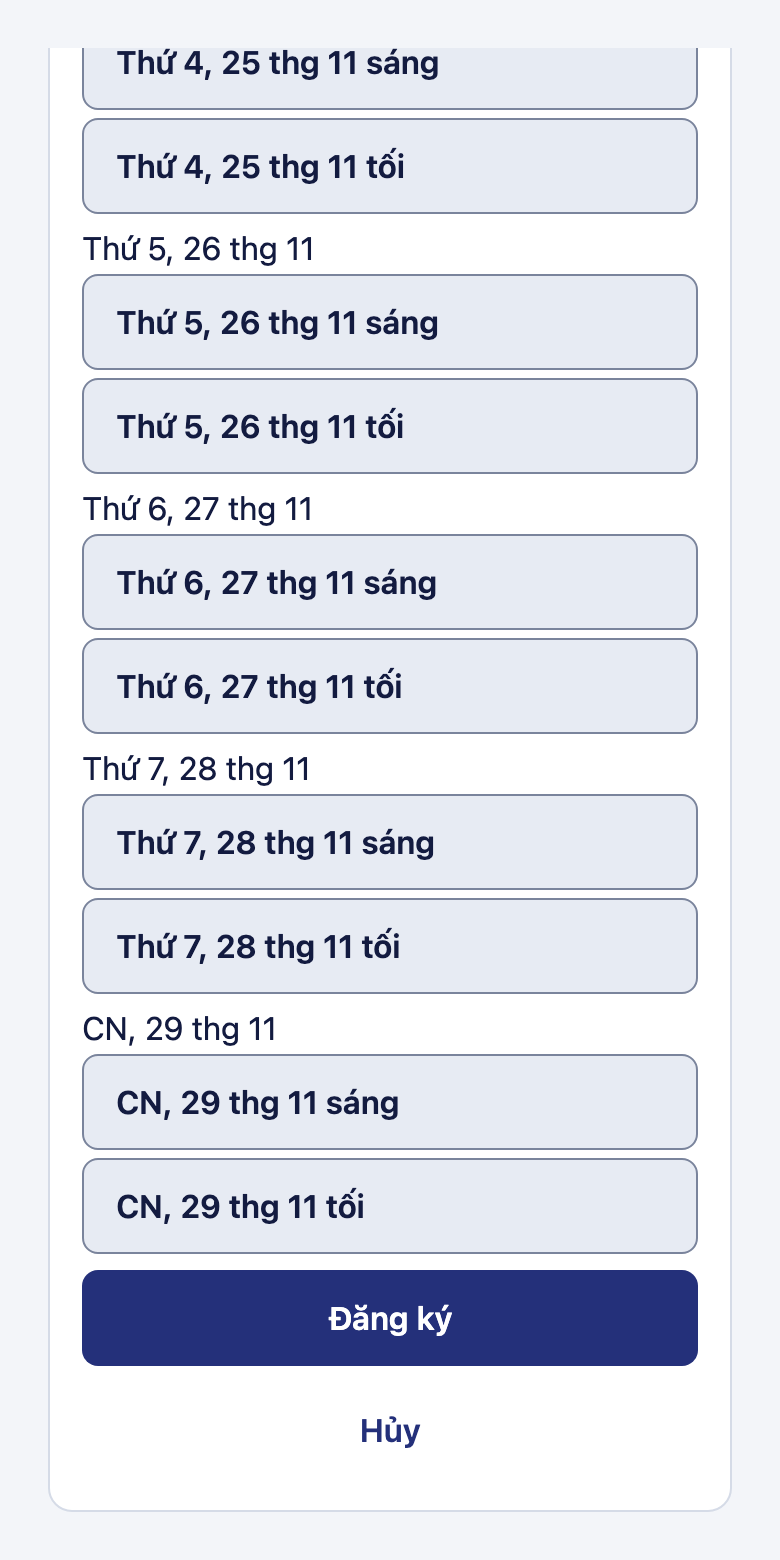 Thứ 4, 25 thg 11 sáng
Thứ 4, 25 thg 11 tối
Thứ 5, 26 thg 11
Thứ 5, 26 thg 11 sáng
Thứ 5, 26 thg 11 tối
Thứ 6, 27 thg 11
Thứ 6, 27 thg 11 sáng
Thứ 6, 27 thg 11 tối
Thứ 7, 28 thg 11
Thứ 7, 28 thg 11 sáng
Thứ 7, 28 thg 11 tối
CN, 29 thg 11
CN, 29 thg 11 sáng
CN, 29 thg 11 tối
Đăng ký
Hủy